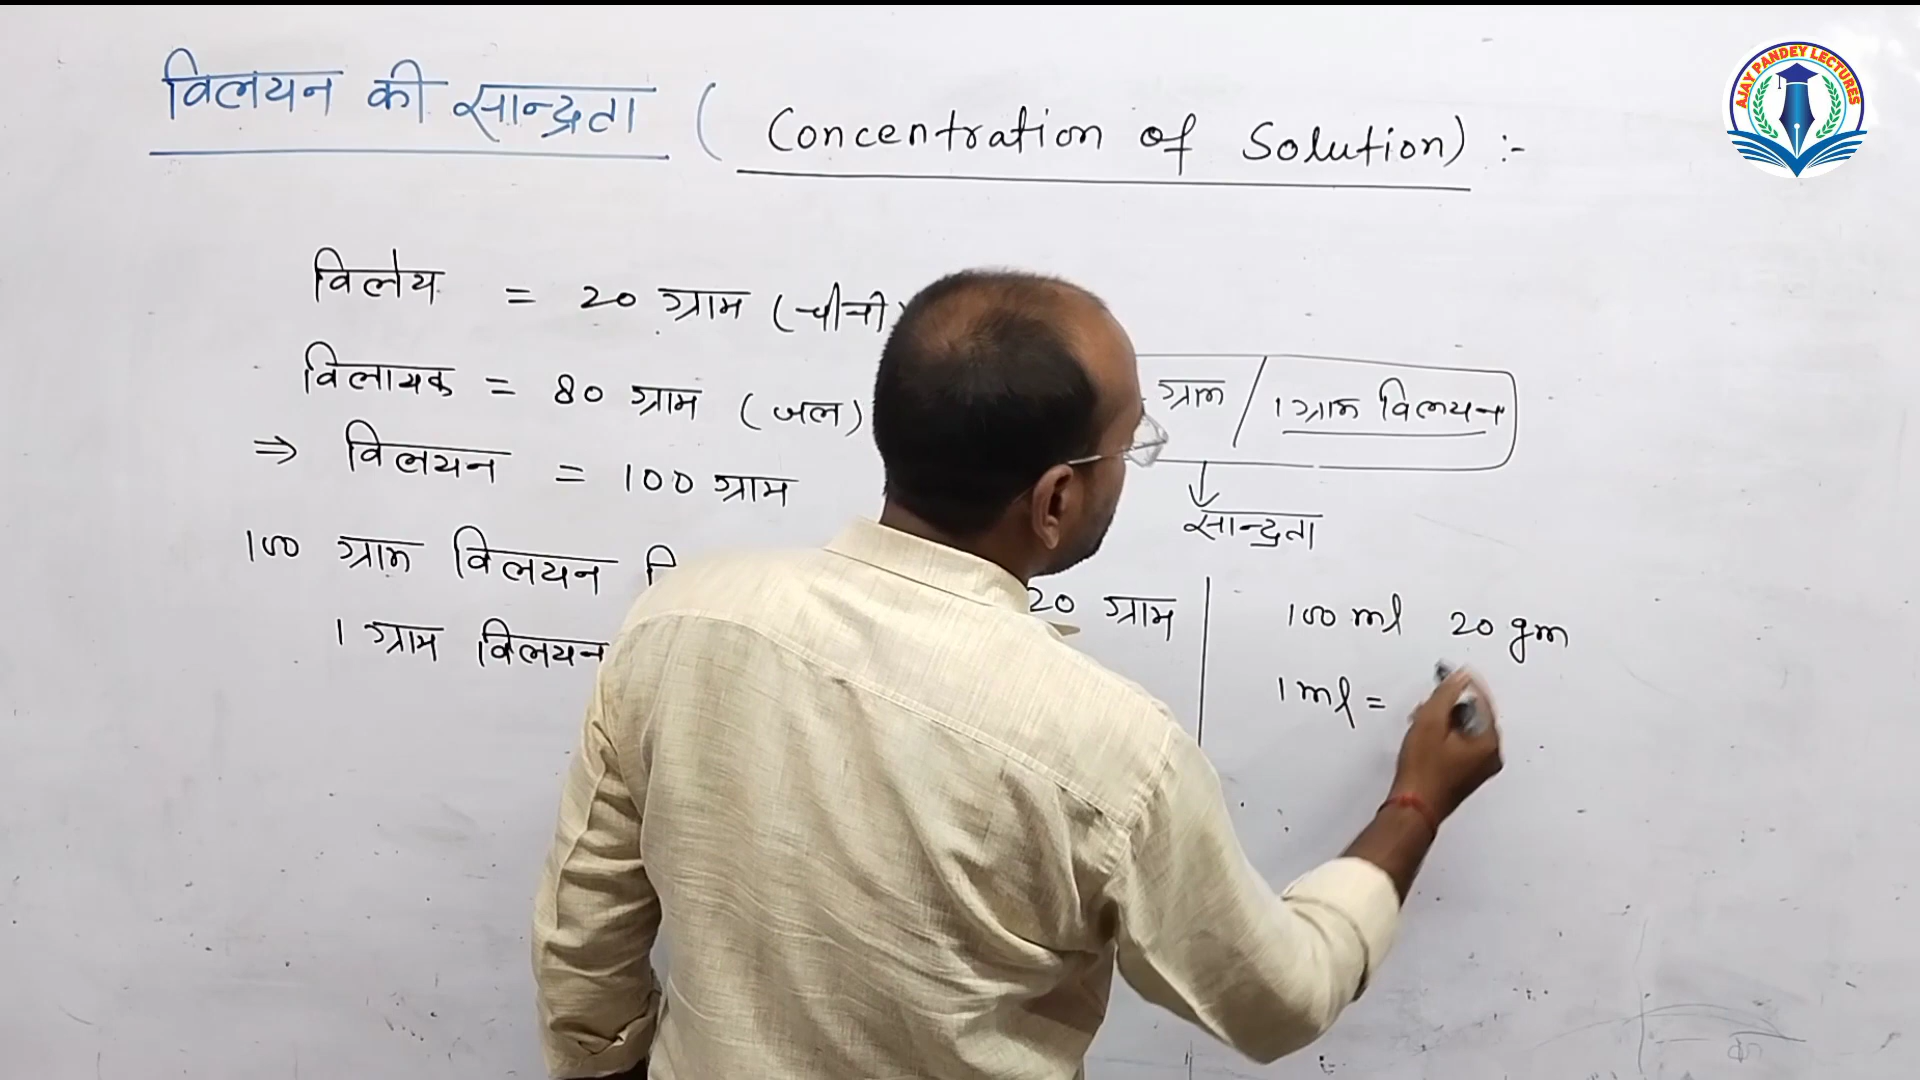 विलयन की सान्द्रता ( Concentration of Solution) :-
AJAY PANDEY LECTURES
विलेय = 20 ग्राम (चीनी)
विलायक = 80 ग्राम (जल)
ग्राम / 1 ग्राम विलयन
⇒ विलयन = 100 ग्राम
सान्द्रता
100 ग्राम विलयन 20 ग्राम
100 ml 20 gm
1 ग्राम विलयन
1 ml =